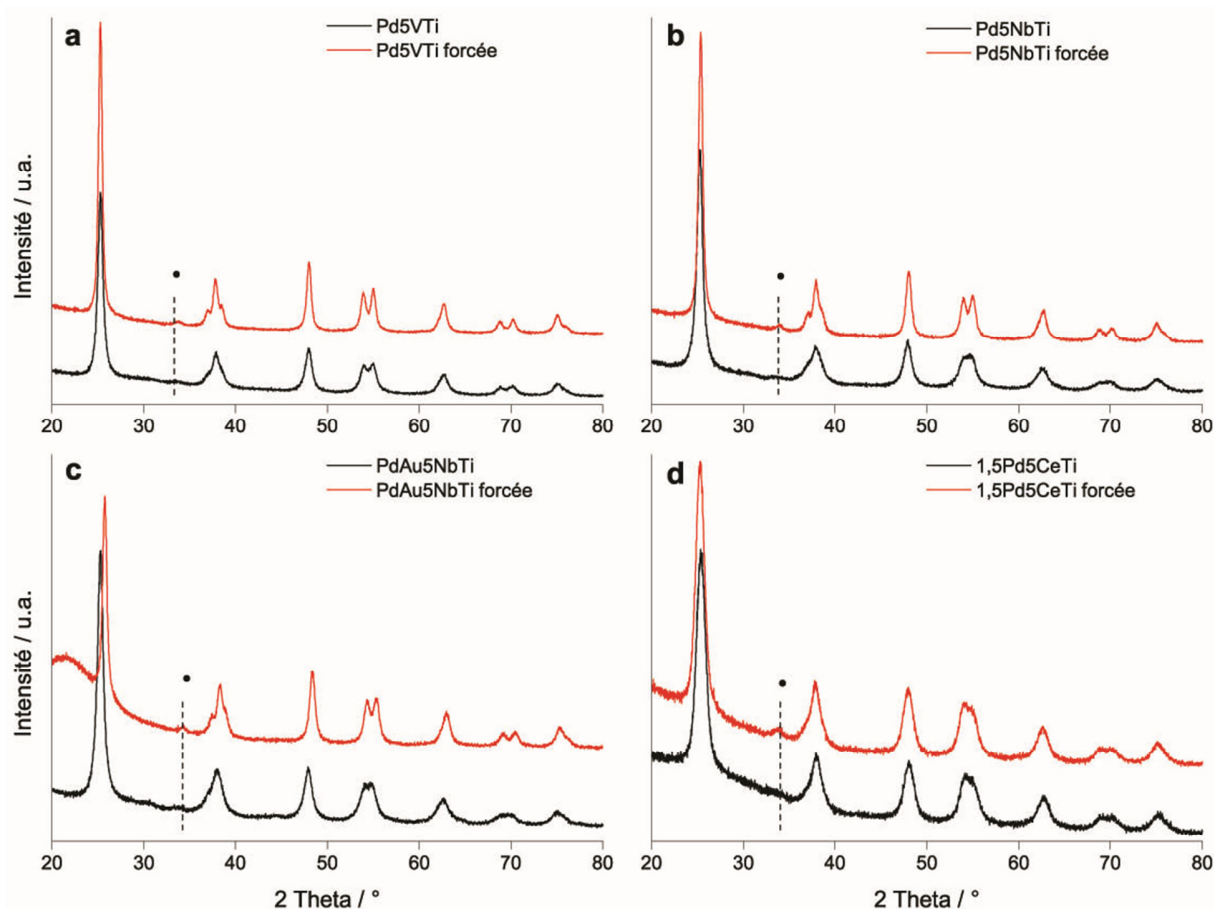 a
Pd5VTi
Pd5VTi forcée
b
Pd5NbTi
Pd5NbTi forcée
Intensité / u.a.
20 30 40 50 60 70 80
20 30 40 50 60 70 80
c
PdAu5NbTi
PdAu5NbTi forcée
d
1,5Pd5CeTi
1,5Pd5CeTi forcée
Intensité / u.a.
20 30 40 50 60 70 80
20 30 40 50 60 70 80
2 Theta / °
2 Theta / °